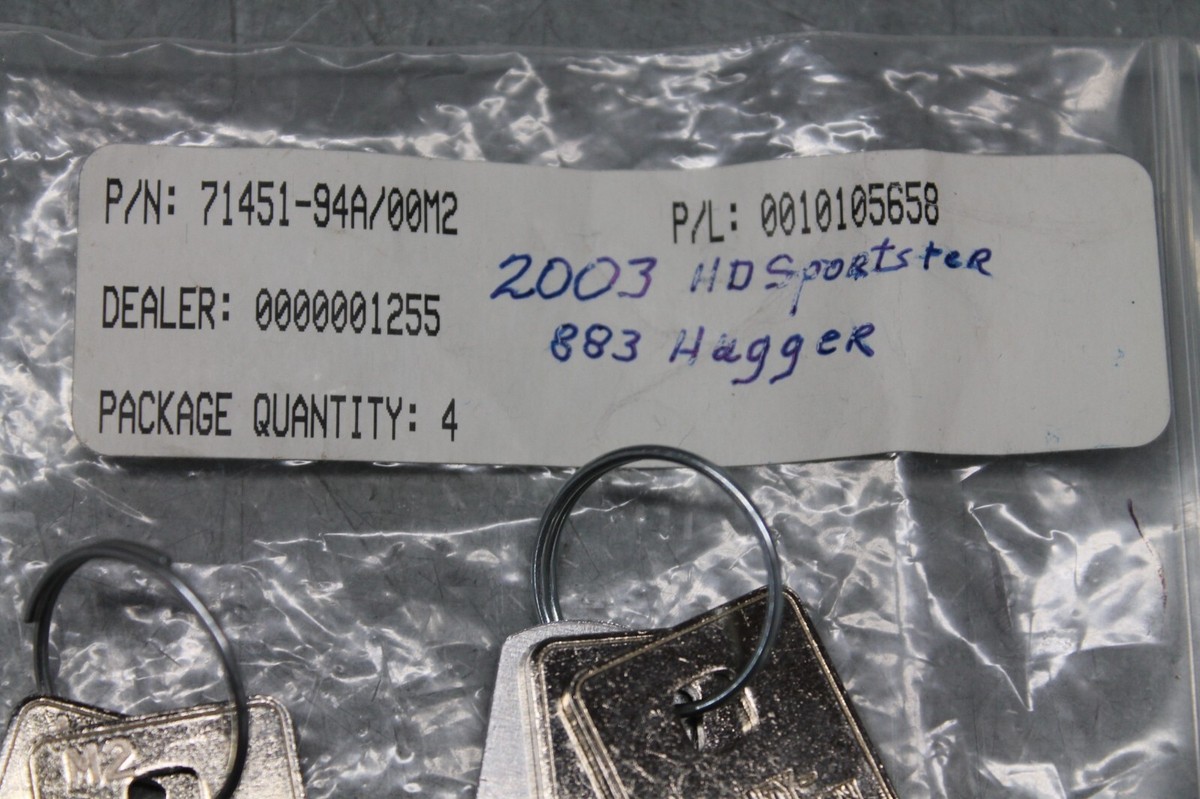 P/N: 71451-94A/00M2
P/L: 0010105658
2003 HD Sportster
DEALER: 0000001255
883 Hugger
PACKAGE QUANTITY: 4
M2